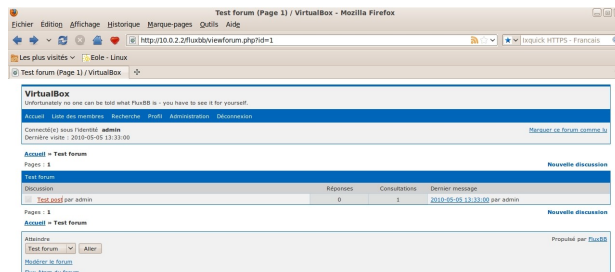 Test forum (Page 1) / VirtualBox - Mozilla Firefox
Fichier Edition Affichage Historique Marque-pages Outils Aide
http://10.0.2.2/fluxbb/viewforum.php?id=1 Ixquick HTTPS - Francais
Les plus visités Eole - Linux
Test forum (Page 1) / VirtualBox
VirtualBox
Unfortunately no one can be told what FluxBB is - you have to see it for yourself.
Accueil Liste des membres Recherche Profil Administration Déconnexion
Connecté(e) sous l'identité admin Marquer ce forum comme lu
Dernière visite : 2010-05-05 13:33:00
Accueil » Test forum
Pages : 1 Nouvelle discussion
Test forum
Discussion Réponses Consultations Dernier message
Test post par admin 0 1 2010-05-05 13:33:00 par admin
Pages : 1 Nouvelle discussion
Accueil » Test forum
Atteindre Propulsé par FluxBB
Test forum Aller
Modérer le forum